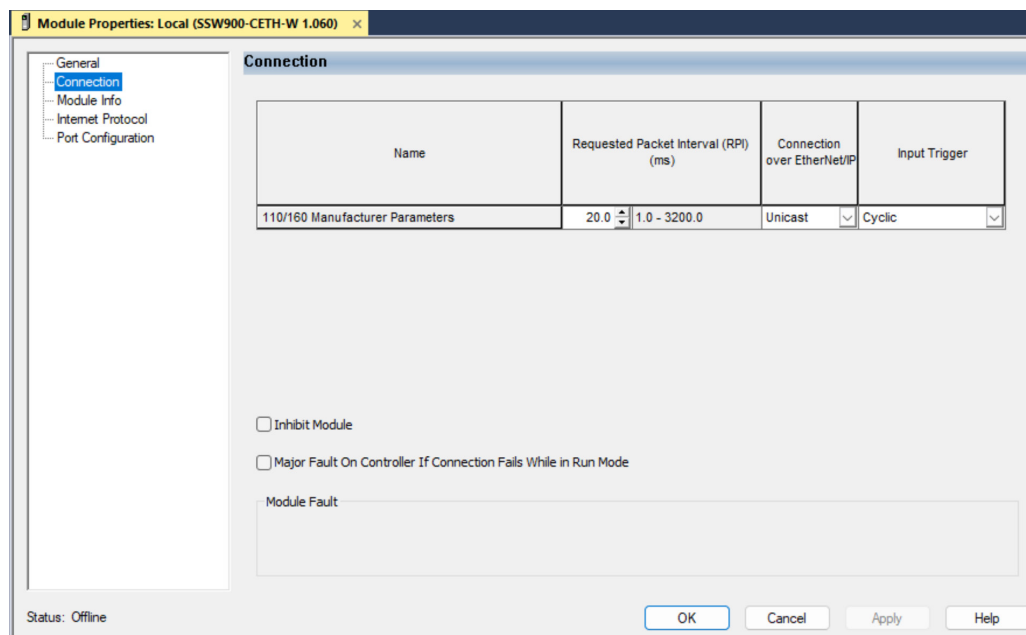 Module Properties: Local (SSW900-CETH-W 1.060) ×
General
Connection
Module Info
Internet Protocol
Port Configuration
Connection
Name
Requested Packet Interval (RPI)
(ms)
Connection
over EtherNet/IP
Input Trigger
110/160 Manufacturer Parameters 20.0 1.0 - 3200.0 Unicast Cyclic
Inhibit Module
Major Fault On Controller If Connection Fails While in Run Mode
Module Fault
Status: Offline
OK Cancel Apply Help